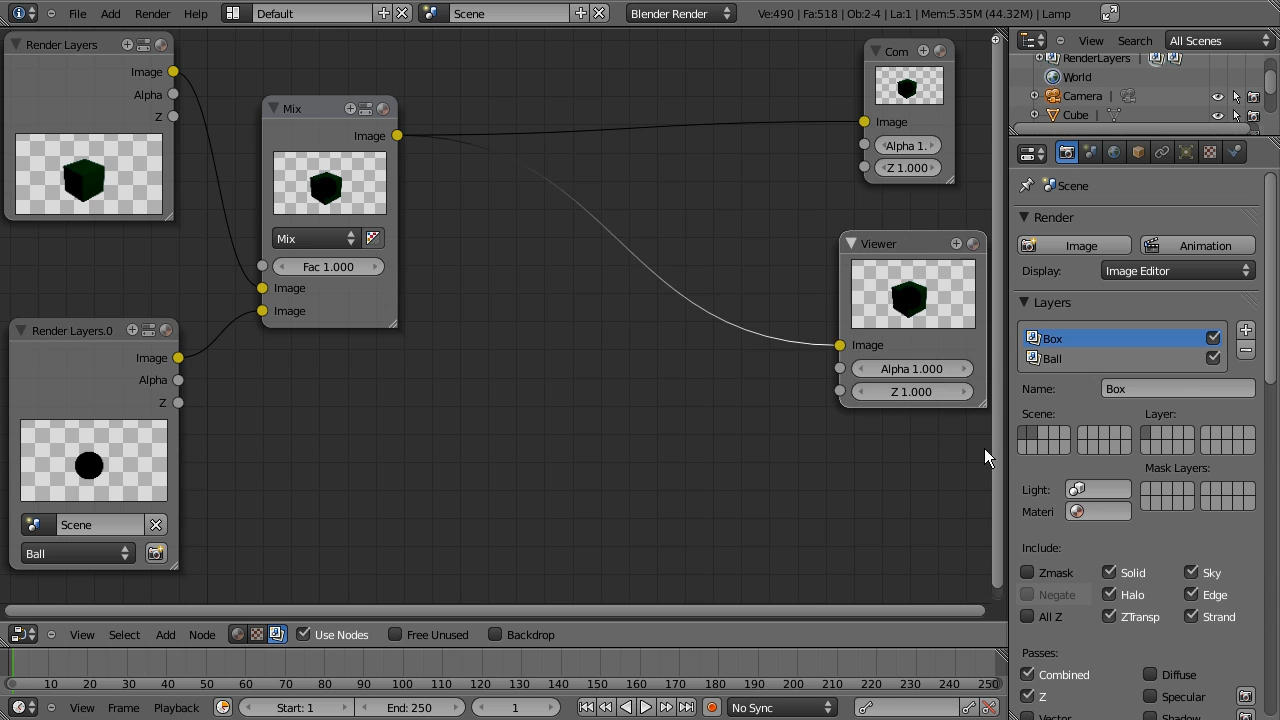 File Add Render Help Default Scene Blender Render Ve:490 | Fa:518 | Ob:2-4 | La:1 | Mem:5.35M (44.32M) | Lamp
Render Layers
Image
Alpha
Z
Mix
Image
Mix
Fac 1.000
Image
Image
Render Layers.0
Image
Alpha
Z
Scene
Ball
Com
Image
Alpha 1.
Z 1.000
Viewer
Image
Alpha 1.000
Z 1.000
View Select Add Node Use Nodes Free Unused Backdrop
10 20 30 40 50 60 70 80 90 100 110 120 130 140 150 160 170 180 190 200 210 220 230 240 250
View Frame Playback Start: 1 End: 250 1 No Sync
View Search All Scenes
RenderLayers
World
Camera
Cube
Scene
Render
Image Animation
Display: Image Editor
Layers
Box
Ball
Name: Box
Scene: Layer:
Mask Layers:
Light:
Materi
Include:
Zmask Solid Sky
Negate Halo Edge
All Z ZTransp Strand
Passes:
Combined Diffuse
Z Specular
Vector Shadow